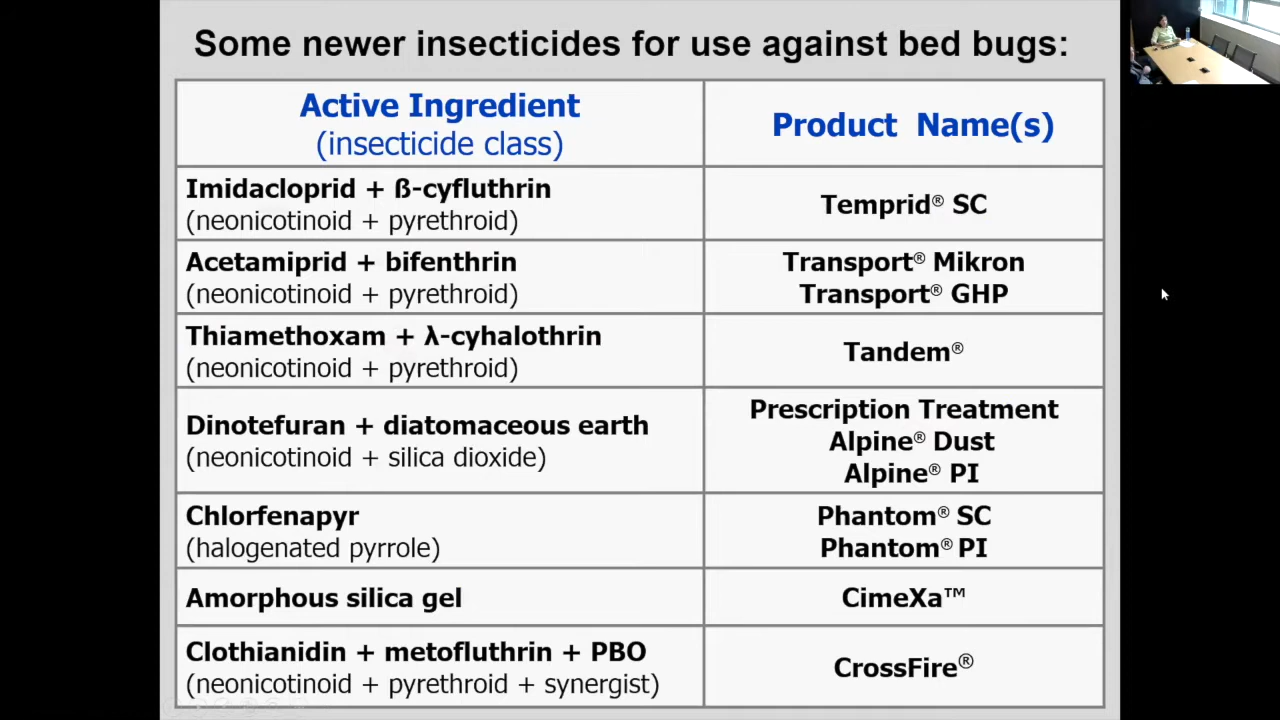 Some newer insecticides for use against bed bugs:
Active Ingredient
(insecticide class)
Product Name(s)
Imidacloprid + ß-cyfluthrin
(neonicotinoid + pyrethroid)
Temprid® SC
Acetamiprid + bifenthrin
(neonicotinoid + pyrethroid)
Transport® Mikron
Transport® GHP
Thiamethoxam + λ-cyhalothrin
(neonicotinoid + pyrethroid)
Tandem®
Dinotefuran + diatomaceous earth
(neonicotinoid + silica dioxide)
Prescription Treatment
Alpine® Dust
Alpine® PI
Chlorfenapyr
(halogenated pyrrole)
Phantom® SC
Phantom® PI
Amorphous silica gel
CimeXa™
Clothianidin + metofluthrin + PBO
(neonicotinoid + pyrethroid + synergist)
CrossFire®